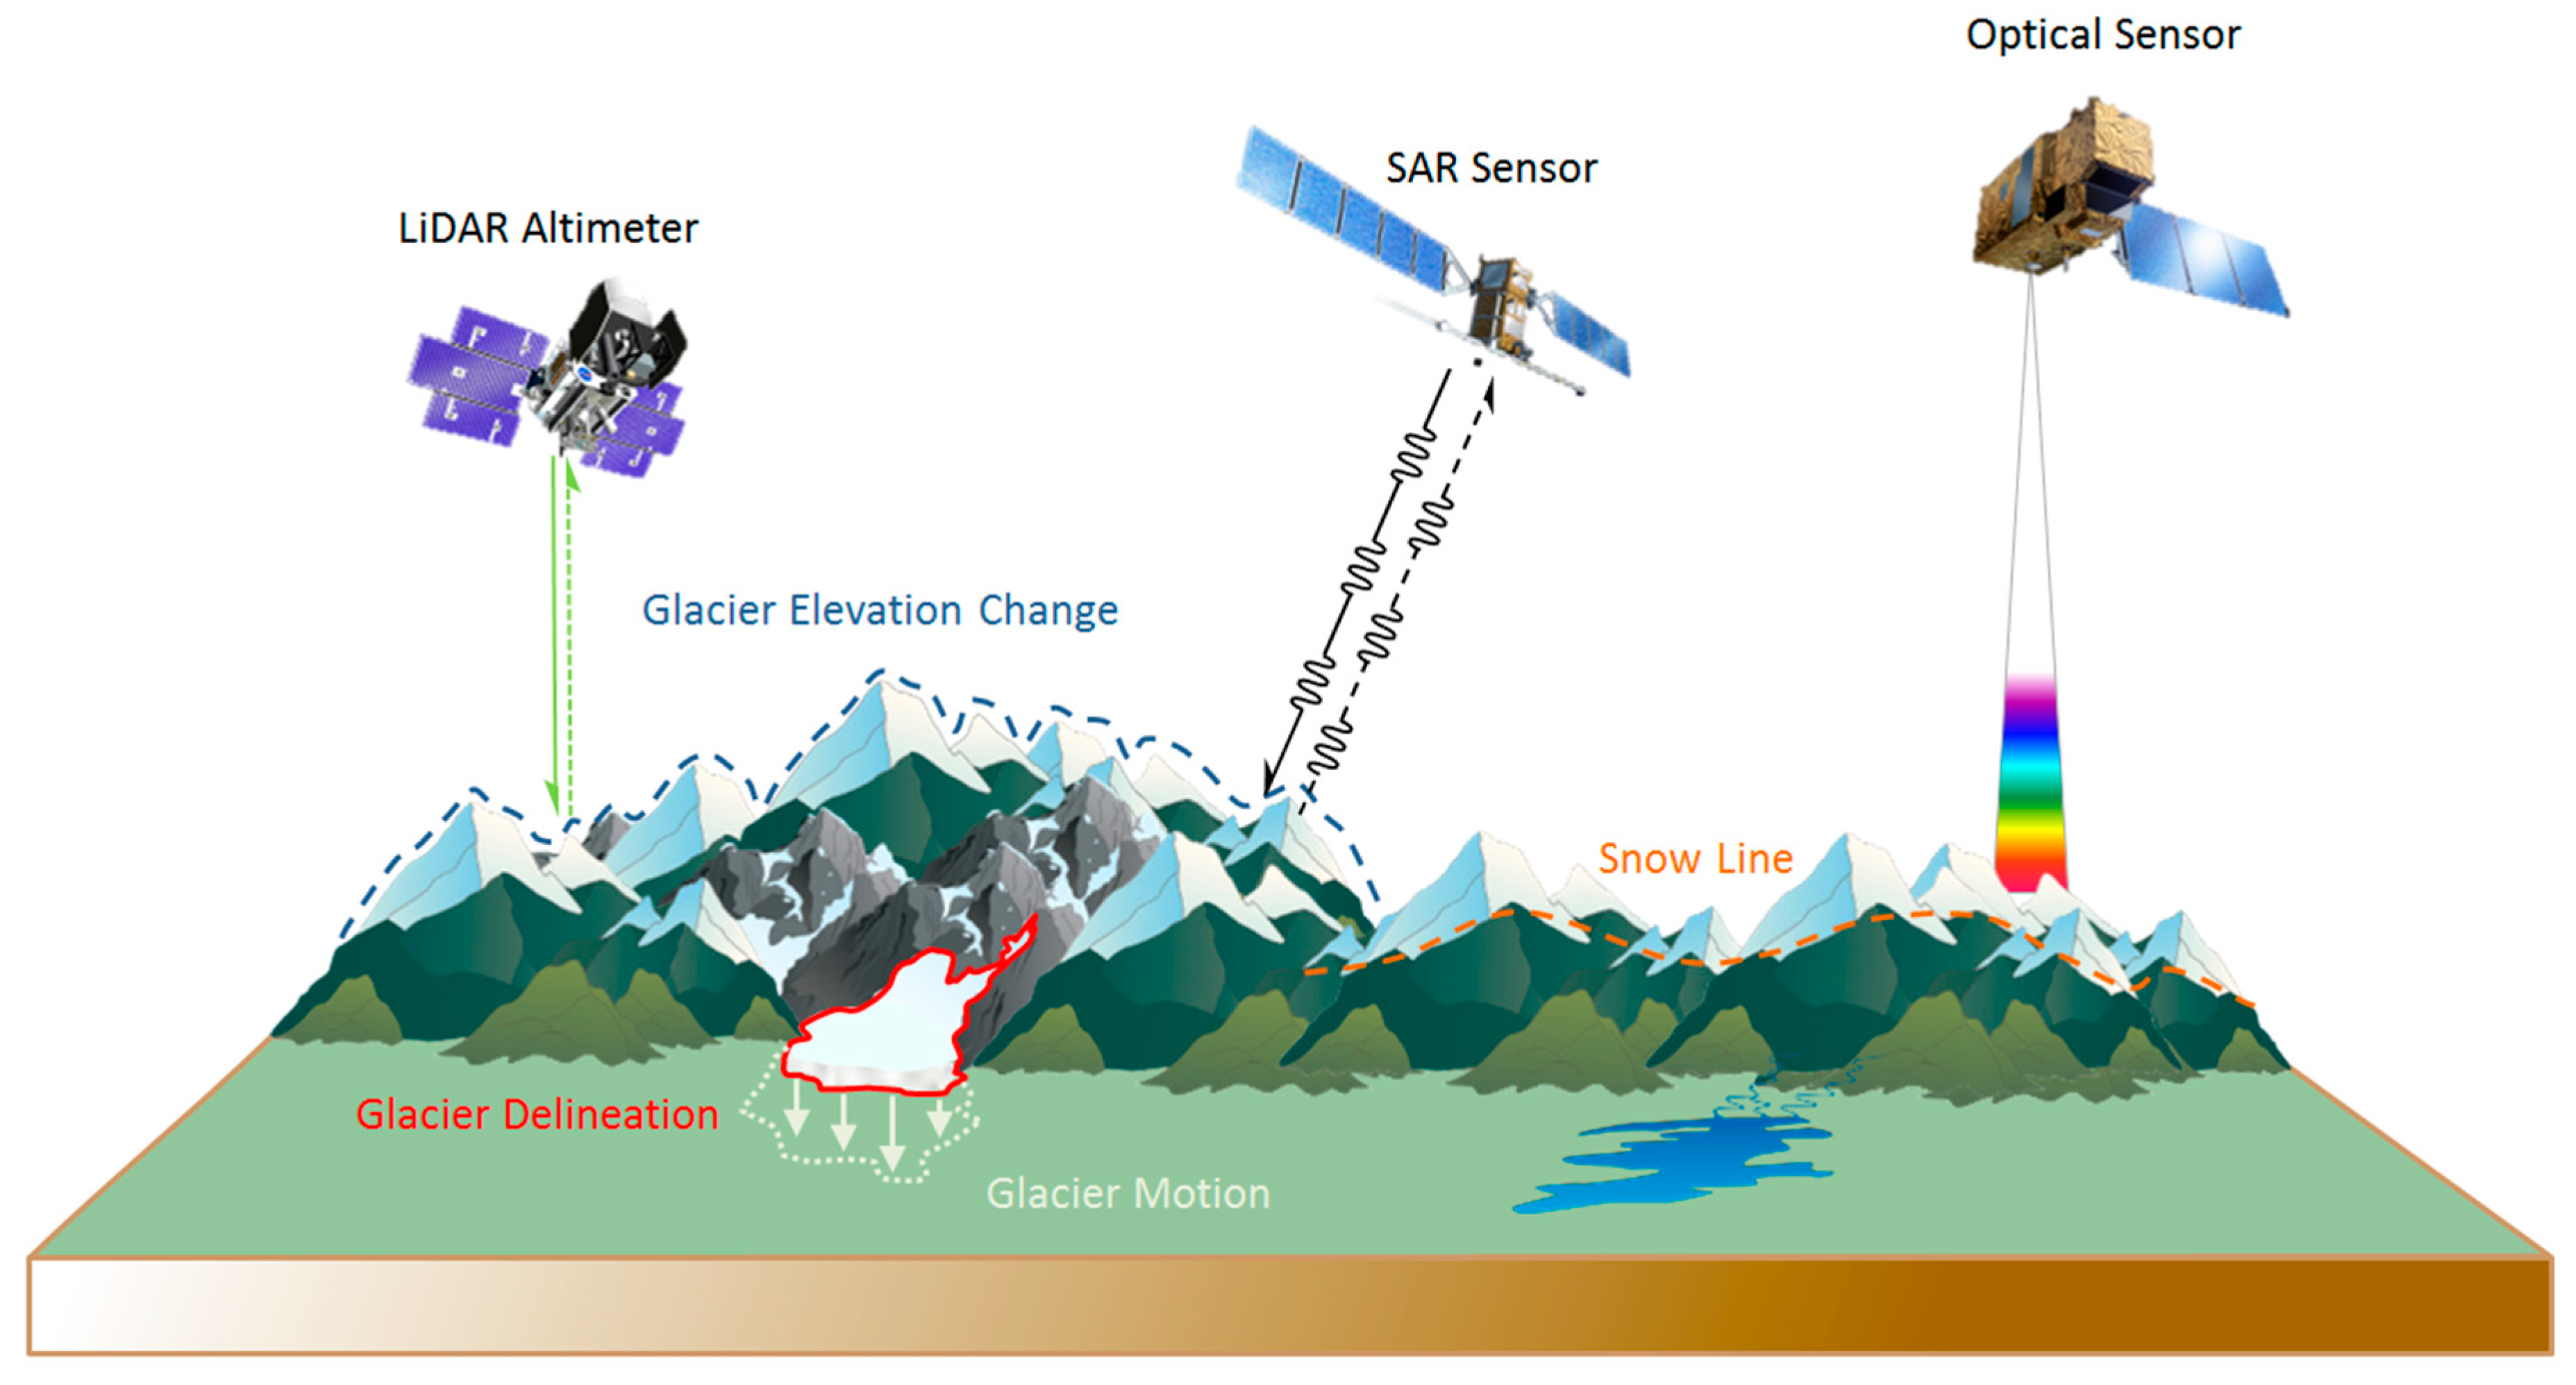 Optical Sensor
SAR Sensor
LiDAR Altimeter
Glacier Elevation Change
Snow Line
Glacier Delineation
Glacier Motion